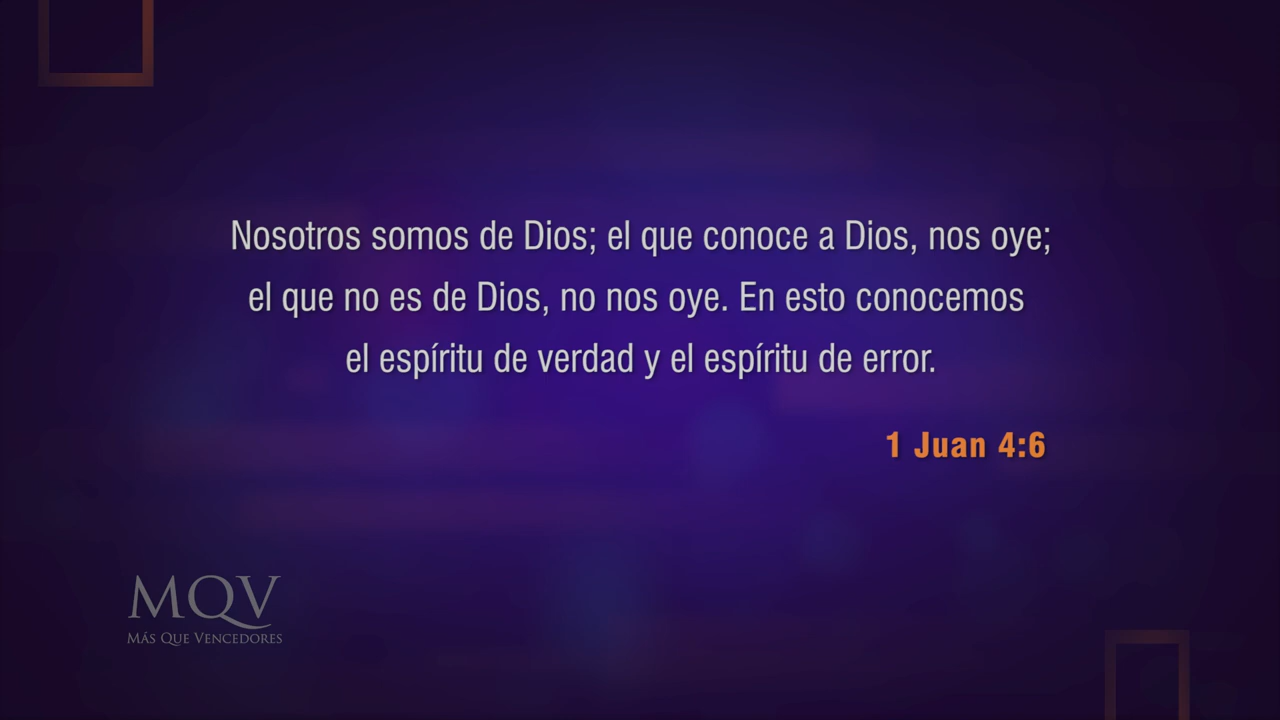 Nosotros somos de Dios; el que conoce a Dios, nos oye;
el que no es de Dios, no nos oye. En esto conocemos
el espíritu de verdad y el espíritu de error.
1 Juan 4:6
MQV
MÁS QUE VENCEDORES